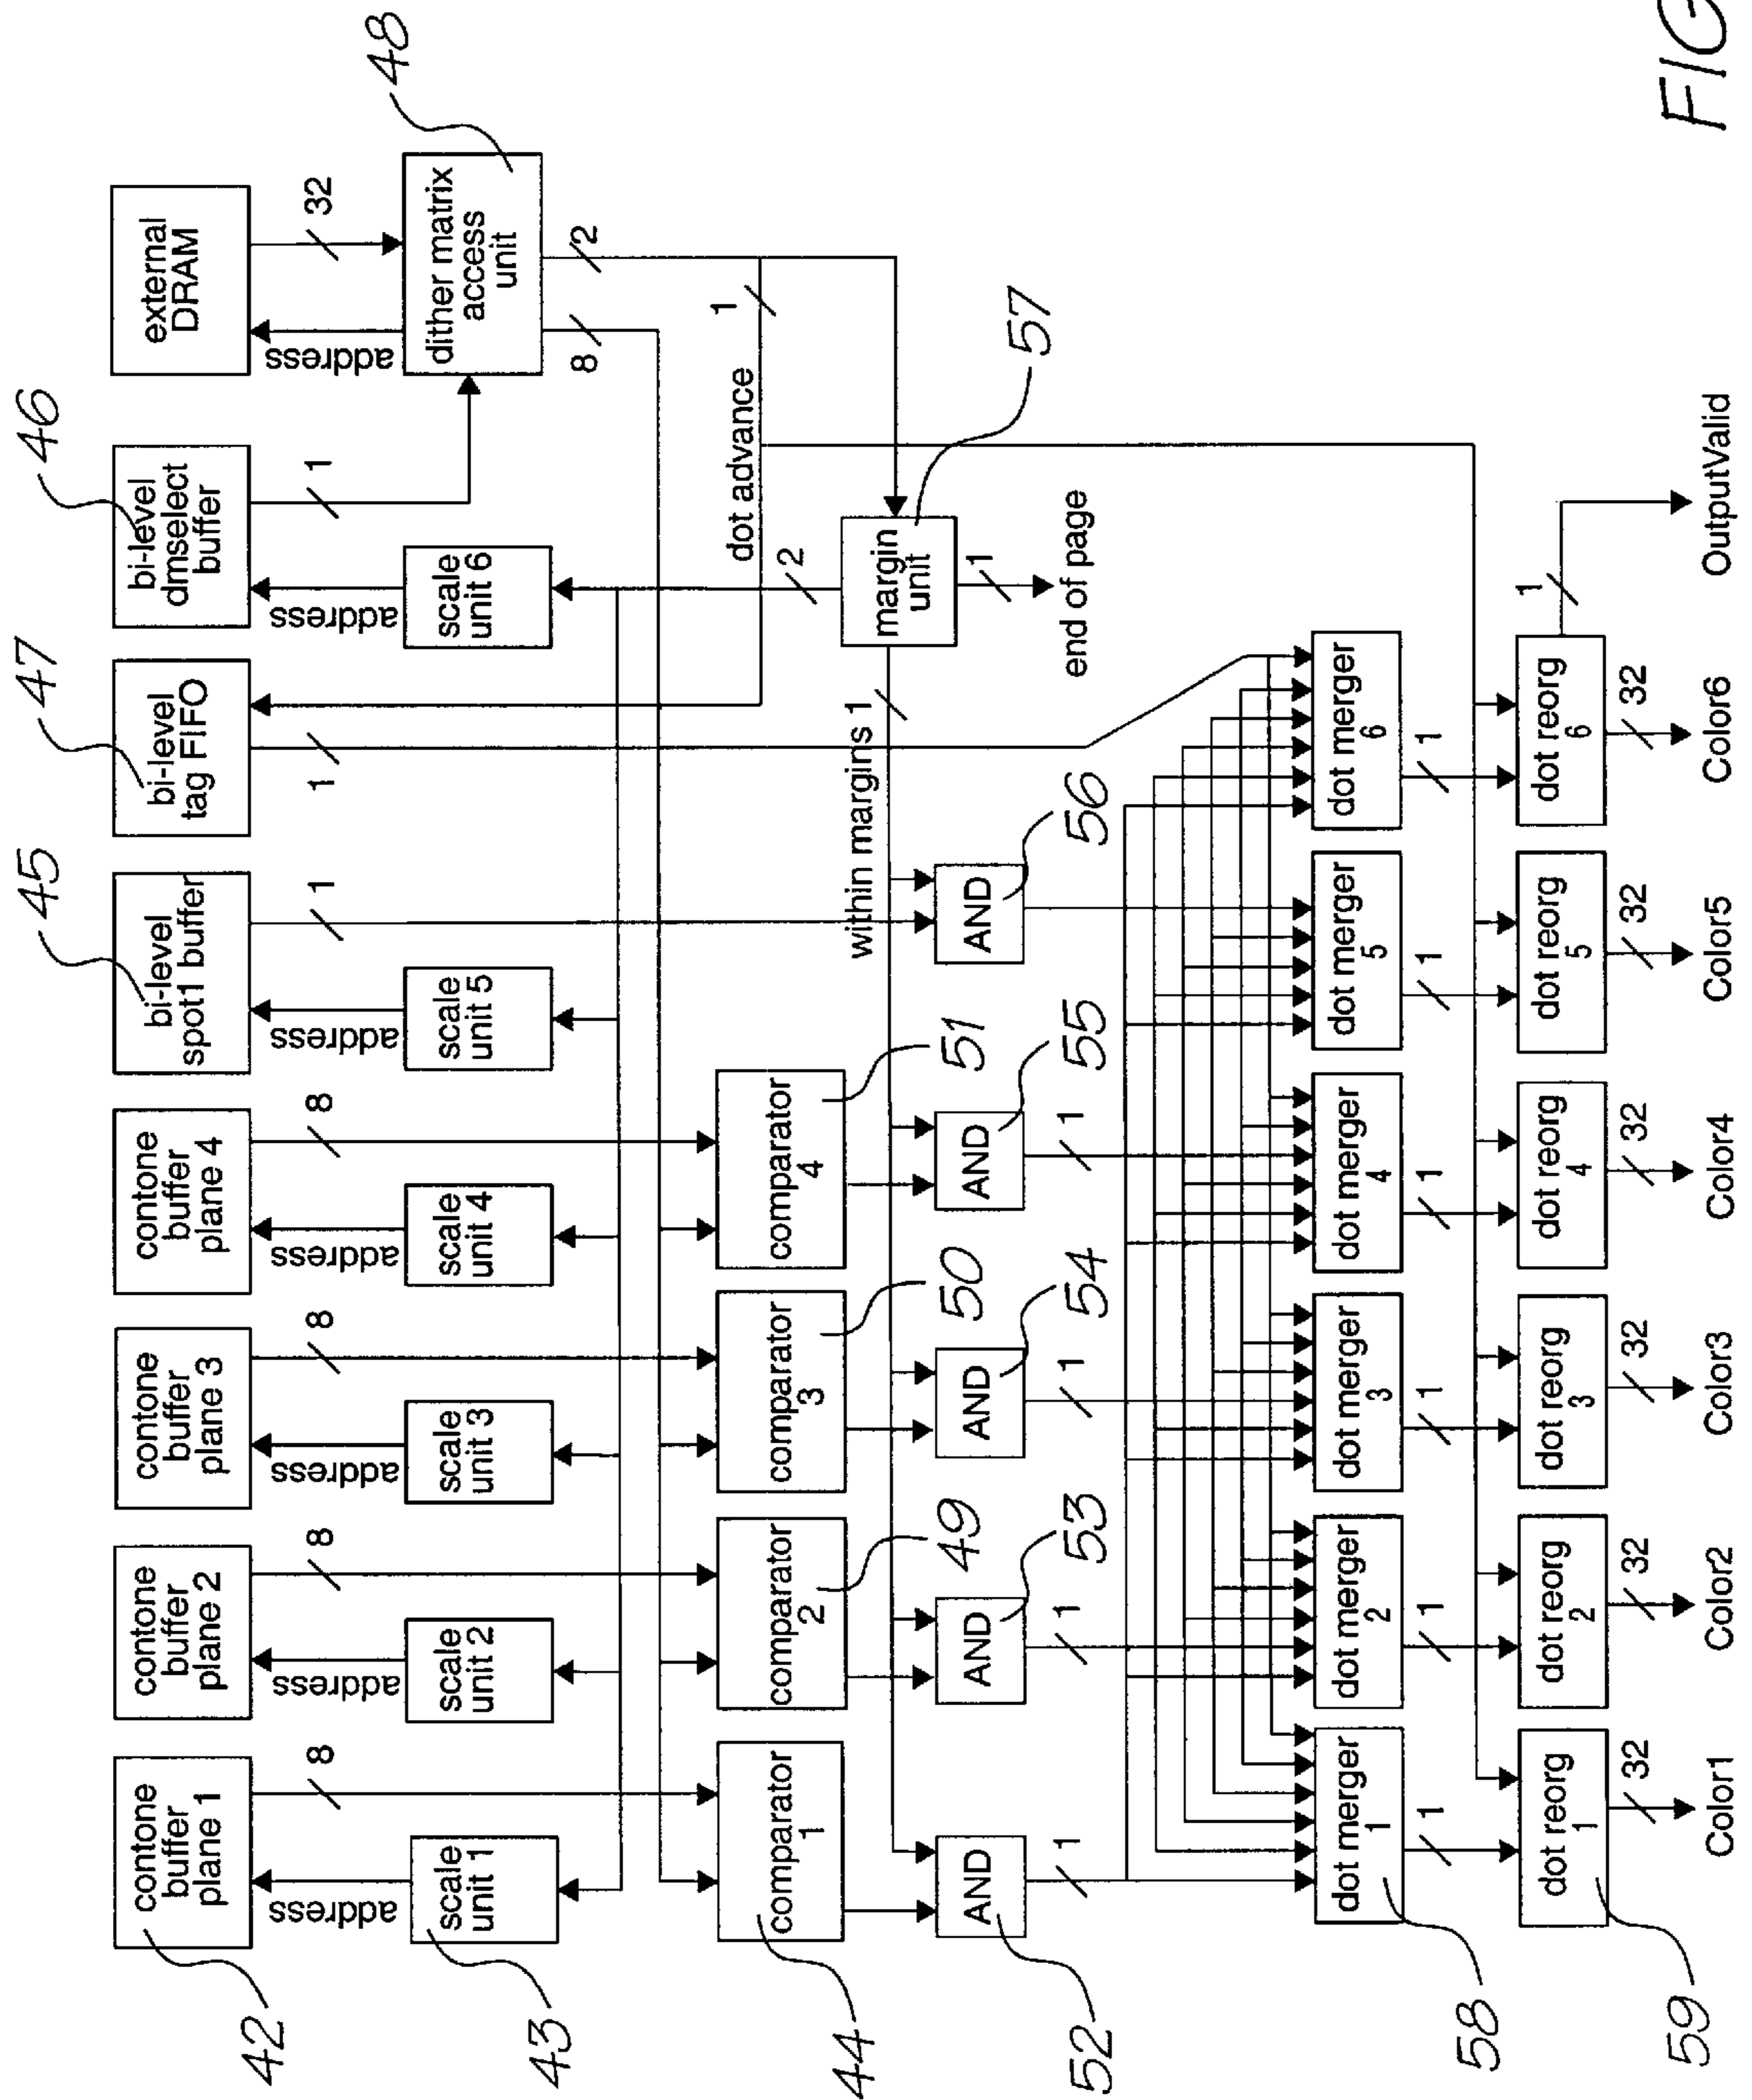 42
contone
buffer
plane 1
contone
buffer
plane 2
contone
buffer
plane 3
contone
buffer
plane 4
45
bi-level
spot1 buffer
47
bi-level
tag FIFO
46
bi-level
dmselect
buffer
external
DRAM
address
8
address
8
address
8
address
8
address
1
1
address
1
address
32
43
scale
unit 1
scale
unit 2
scale
unit 3
scale
unit 4
scale
unit 5
scale
unit 6
dither matrix
access
unit
48
8
2
dot advance
1
44
comparator
1
comparator
2
49
comparator
3
50
comparator
4
51
within margins 1
2
margin
unit
57
1
end of page
52
AND
AND
53
AND
54
AND
55
AND
56
1
1
1
1
58
dot merger
1
dot merger
2
dot merger
3
dot merger
4
dot merger
5
dot merger
6
1
1
1
1
1
1
59
dot reorg
1
dot reorg
2
dot reorg
3
dot reorg
4
dot reorg
5
dot reorg
6
32
32
32
32
32
32
1
Color1
Color2
Color3
Color4
Color5
Color6
OutputValid
FIG